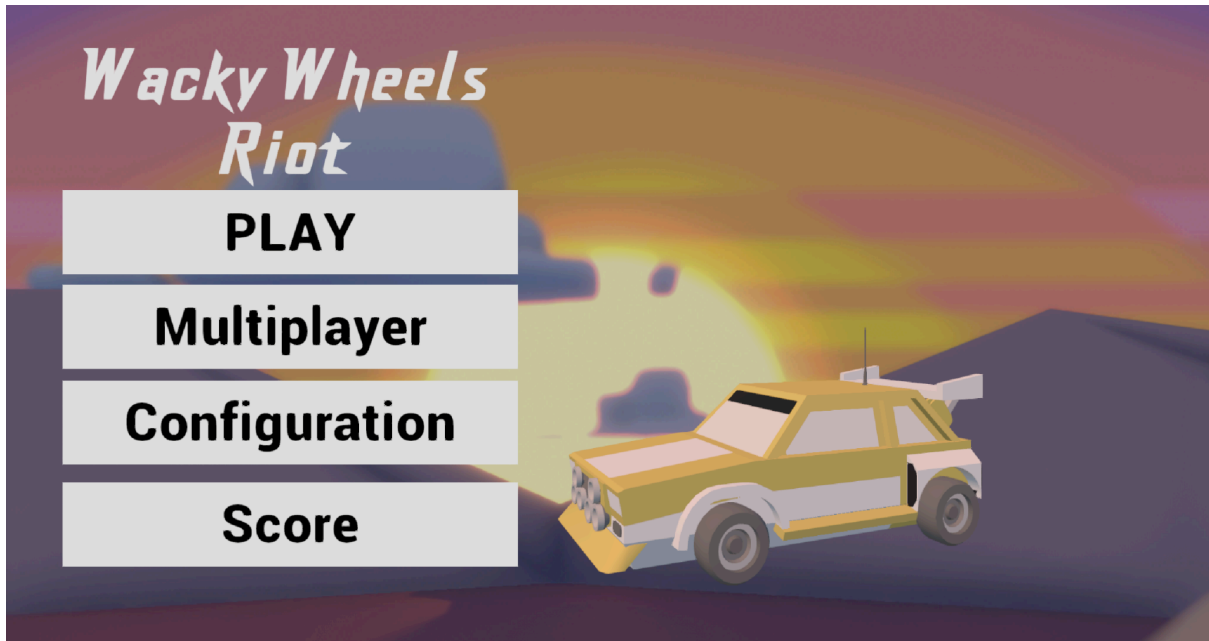 Wacky Wheels
Riot
PLAY
Multiplayer
Configuration
Score